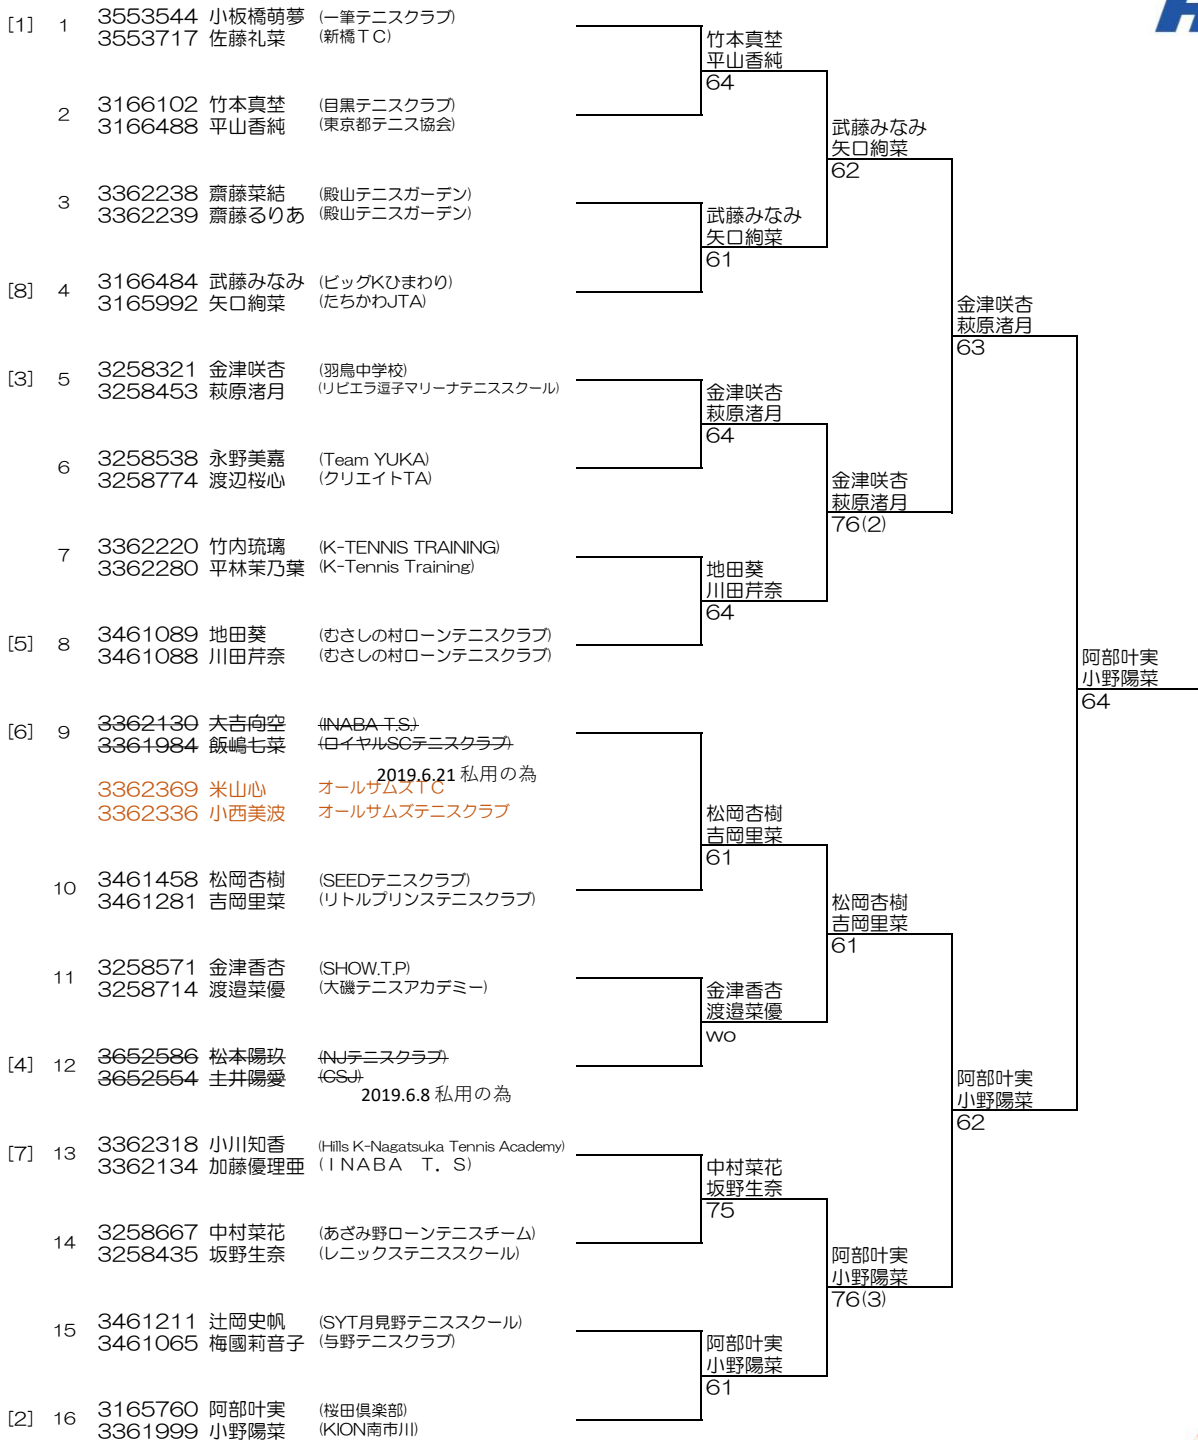 [1] 1 3553544 小板橋萌夢 (一筆テニスクラブ)
3553717 佐藤礼菜 (新橋TC)
竹本真埜
平山香純
64
2 3166102 竹本真埜 (目黒テニスクラブ)
3166488 平山香純 (東京都テニス協会)
武藤みなみ
矢口絢菜
62
3 3362238 齋藤菜結 (殿山テニスガーデン)
3362239 齋藤るりあ (殿山テニスガーデン)
武藤みなみ
矢口絢菜
61
[8] 4 3166484 武藤みなみ (ビッグKひまわり)
3165992 矢口絢菜 (たちかわJTA)
金津咲杏
萩原渚月
63
[3] 5 3258321 金津咲杏 (羽鳥中学校)
3258453 萩原渚月 (リビエラ逗子マリーナテニススクール)
金津咲杏
萩原渚月
64
6 3258538 永野美嘉 (Team YUKA)
3258774 渡辺桜心 (クリエイトTA)
金津咲杏
萩原渚月
76(2)
7 3362220 竹内琉璃 (K-TENNIS TRAINING)
3362280 平林茉乃葉 (K-Tennis Training)
地田葵
川田芹奈
64
[5] 8 3461089 地田葵 (むさしの村ローンテニスクラブ)
3461088 川田芹奈 (むさしの村ローンテニスクラブ)
阿部叶実
小野陽菜
64
[6] 9 3362130 大吉向空 (INABA T.S.)
3361984 飯嶋七菜 (ロイヤルSCテニスクラブ)
2019.6.21 私用の為
3362369 米山心 オールサムズTC
3362336 小西美波 オールサムズテニスクラブ
松岡杏樹
吉岡里菜
61
10 3461458 松岡杏樹 (SEEDテニスクラブ)
3461281 吉岡里菜 (リトルプリンステニスクラブ)
松岡杏樹
吉岡里菜
61
11 3258571 金津香杏 (SHOW.T.P)
3258714 渡邉菜優 (大磯テニスアカデミー)
金津香杏
渡邉菜優
wo
[4] 12 3652586 松本陽玖 (NJテニスクラブ)
3652554 土井陽愛 (CSJ)
2019.6.8 私用の為
阿部叶実
小野陽菜
62
[7] 13 3362318 小川知香 (Hills K-Nagatsuka Tennis Academy)
3362134 加藤優理亜 (INABA T.S)
中村菜花
坂野生奈
75
14 3258667 中村菜花 (あざみ野ローンテニスチーム)
3258435 坂野生奈 (レニックステニススクール)
阿部叶実
小野陽菜
76(3)
15 3461211 辻岡史帆 (SYT月見野テニススクール)
3461065 梅國莉音子 (与野テニスクラブ)
阿部叶実
小野陽菜
61
[2] 16 3165760 阿部叶実 (桜田倶楽部)
3361999 小野陽菜 (KION南市川)